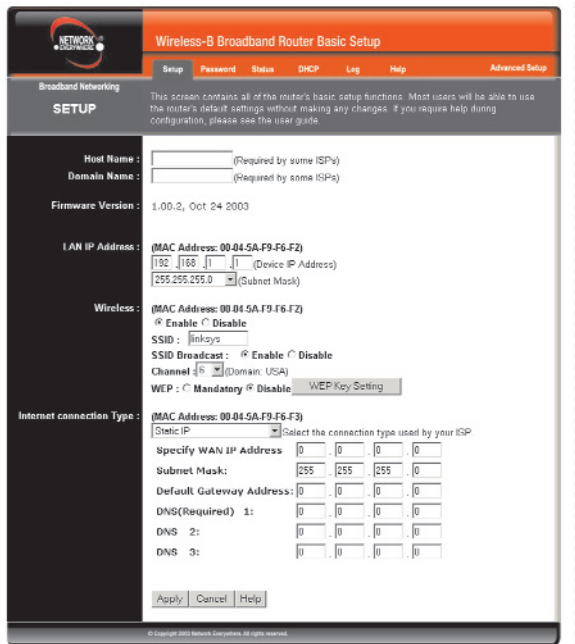 NETWORK EVERYWHERE
Wireless-B Broadband Router Basic Setup
Setup Password Status DHCP Log Help Advanced Setup
Broadband Networking
SETUP
This screen contains all of the router's basic setup functions. Most users will be able to use
the router's default settings without making any changes. If you require help during
configuration, please see the user guide.
Host Name : (Required by some ISPs)
Domain Name : (Required by some ISPs)
Firmware Version : 1.00.2, Oct 24 2003
LAN IP Address : (MAC Address: 00-04-5A-F9-F6-F2)
192 . 168 . 1 . 1 (Device IP Address)
255.255.255.0 (Subnet Mask)
Wireless : (MAC Address: 00-04-5A-F9-F6-F2)
Enable Disable
SSID : linksys
SSID Broadcast : Enable Disable
Channel : 6 (Domain: USA)
WEP : Mandatory Disable WEP Key Setting
Internet connection Type : (MAC Address: 00-04-5A-F9-F6-F3)
Static IP Select the connection type used by your ISP
Specify WAN IP Address 0 . 0 . 0 . 0
Subnet Mask: 255 . 255 . 255 . 0
Default Gateway Address: 0 . 0 . 0 . 0
DNS(Required) 1: 0 . 0 . 0 . 0
DNS 2: 0 . 0 . 0 . 0
DNS 3: 0 . 0 . 0 . 0
Apply Cancel Help
© Copyright 2003 Network Everywhere. All rights reserved.